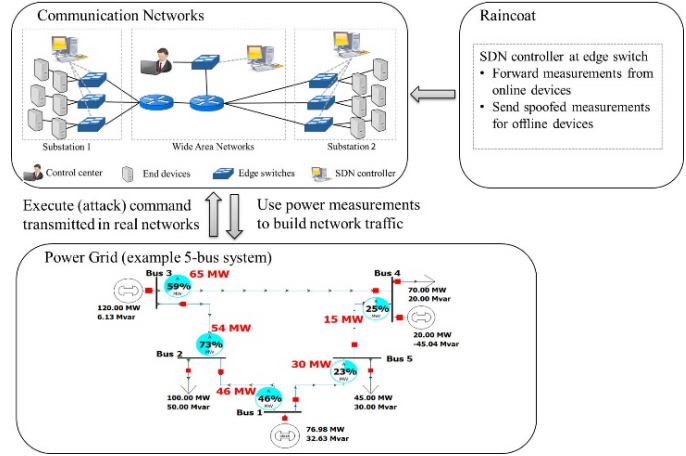 Communication Networks
Substation 1
Wide Area Networks
Substation 2
Control center
End devices
Edge switches
SDN controller
Raincoat
SDN controller at edge switch
• Forward measurements from
online devices
• Send spoofed measurements
for offline devices
Execute (attack) command
transmitted in real networks
Use power measurements
to build network traffic
Power Grid (example 5-bus system)
Bus 3
65 MW
59%
MW
120.00 MW
6.13 Mvar
Bus 4
70.00 MW
20.00 Mvar
25%
MW
15 MW
20.00 MW
-45.04 Mvar
54 MW
73%
MW
Bus 2
100.00 MW
50.00 Mvar
46 MW
46%
MW
Bus 1
76.98 MW
32.63 Mvar
30 MW
23%
MW
Bus 5
45.00 MW
30.00 Mvar